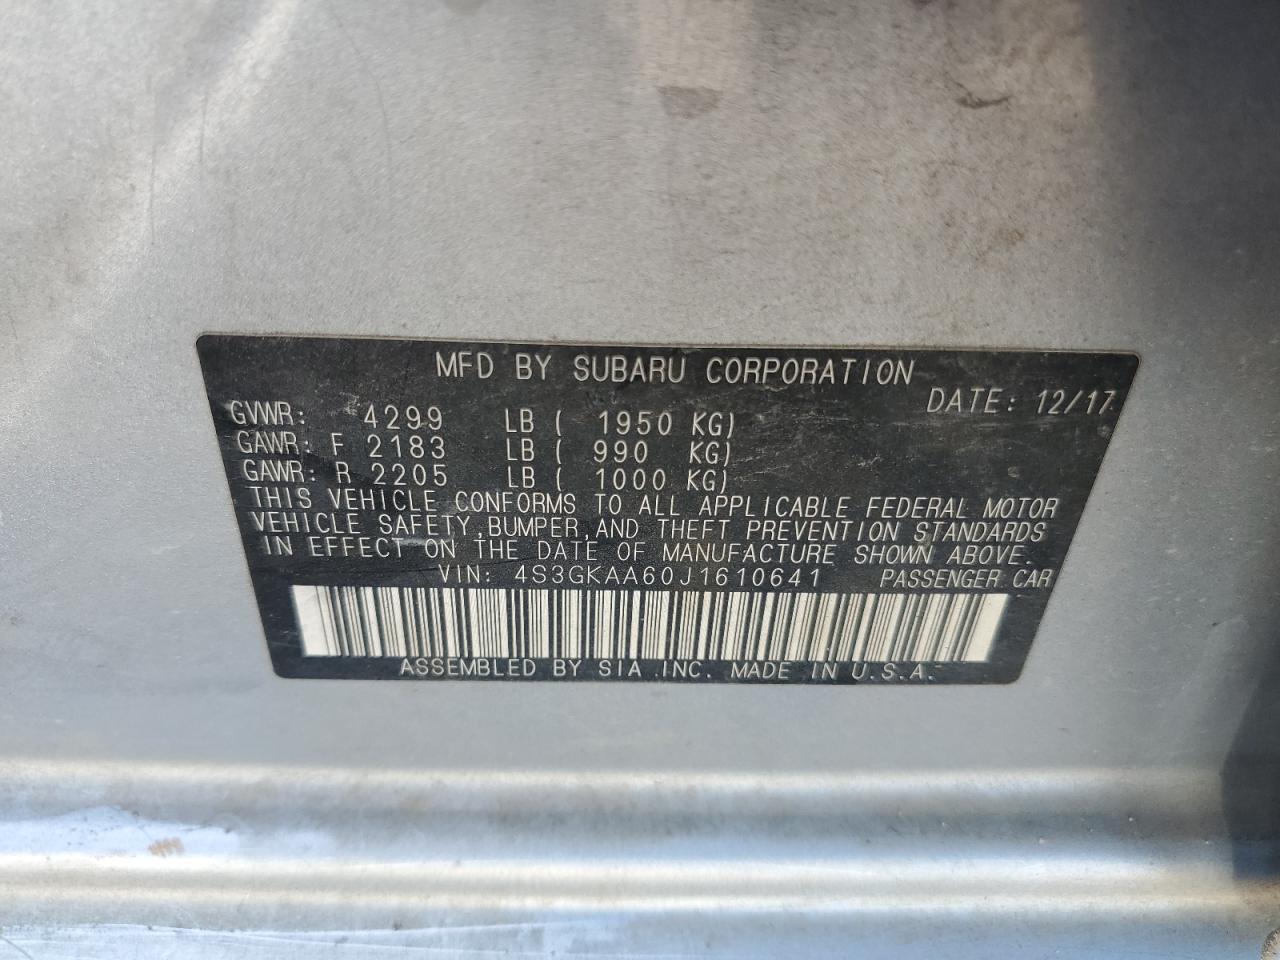 MFD BY SUBARU CORPORATION
DATE: 12/17
GVWR: 4299 LB ( 1950 KG)
GAWR: F 2183 LB ( 990 KG)
GAWR: R 2205 LB ( 1000 KG)
THIS VEHICLE CONFORMS TO ALL APPLICABLE FEDERAL MOTOR
VEHICLE SAFETY,BUMPER,AND THEFT PREVENTION STANDARDS
IN EFFECT ON THE DATE OF MANUFACTURE SHOWN ABOVE.
VIN: 4S3GKAA60J1610641 PASSENGER CAR
ASSEMBLED BY SIA INC. MADE IN U.S.A.